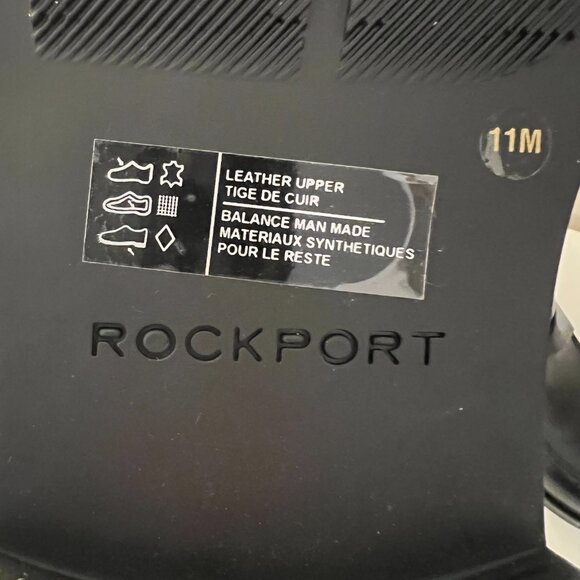 11M
LEATHER UPPER
TIGE DE CUIR
BALANCE MAN MADE
MATERIAUX SYNTHETIQUES
POUR LE RESTE
ROCKPORT